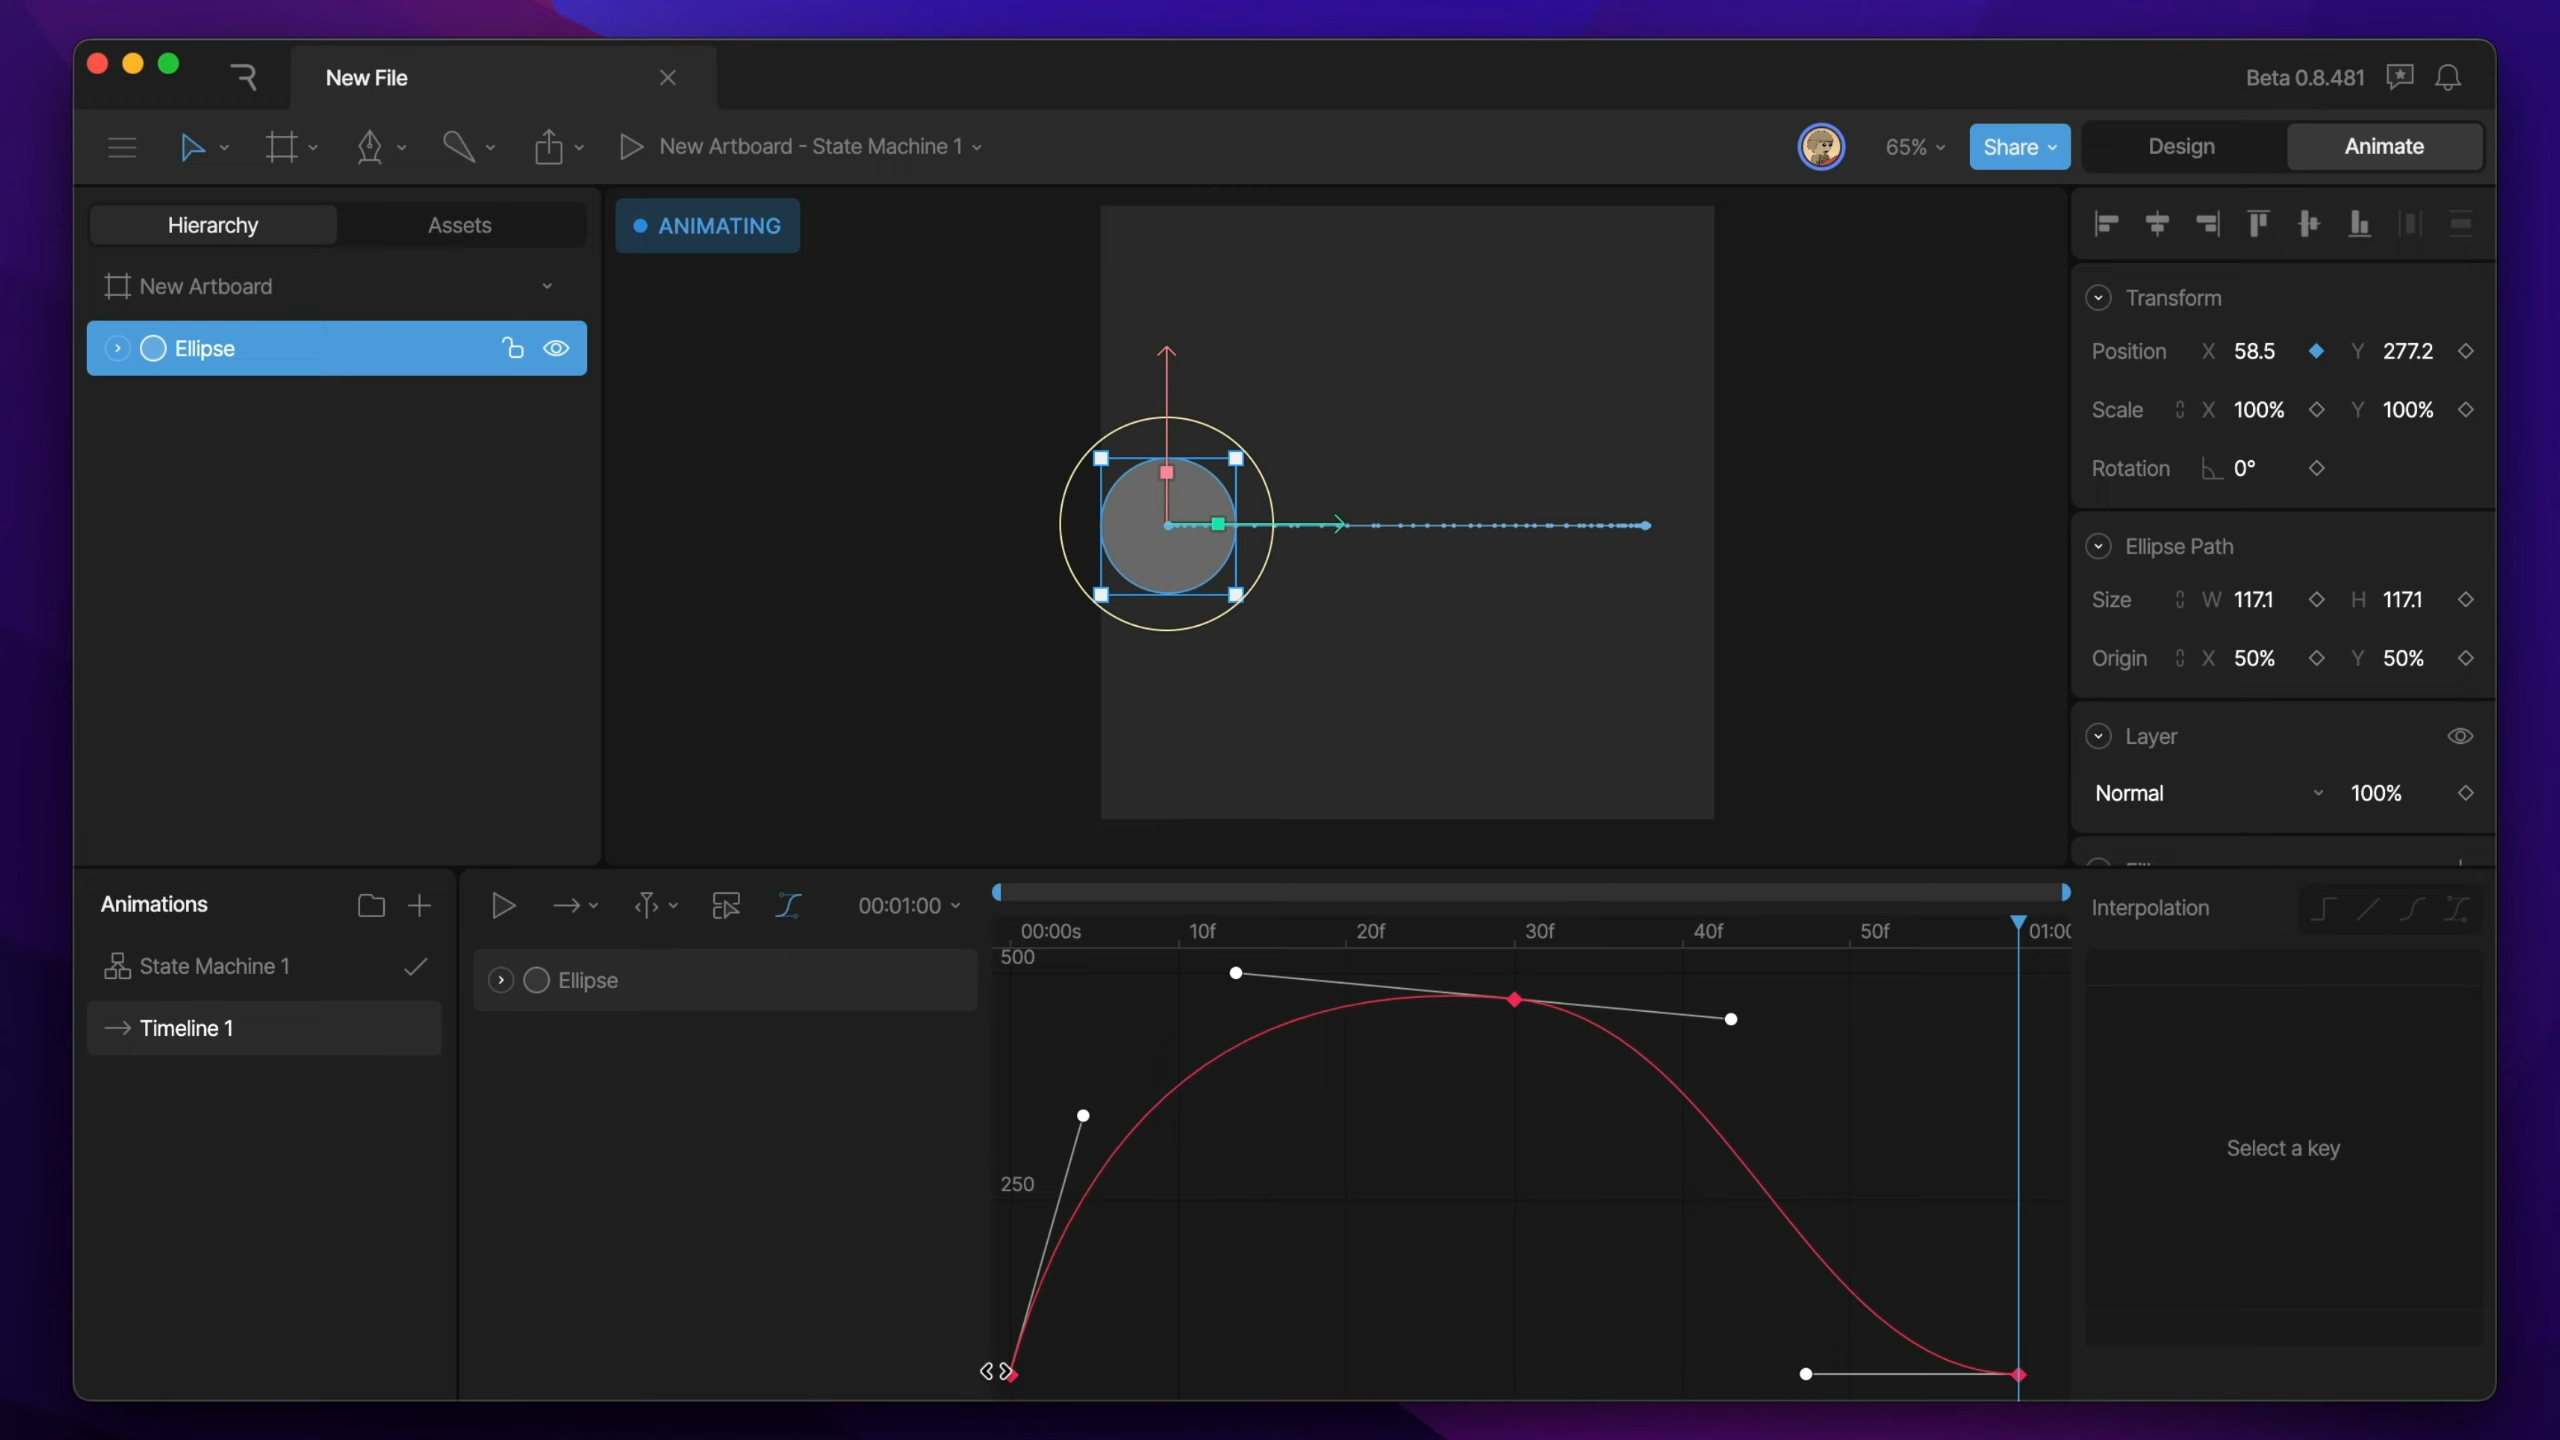 New File
Beta 0.8.481
New Artboard - State Machine 1
65%
Share
Design
Animate
Hierarchy
Assets
New Artboard
Ellipse
ANIMATING
Transform
Position X 58.5 Y 277.2
Scale X 100% Y 100%
Rotation 0°
Ellipse Path
Size W 117.1 H 117.1
Origin X 50% Y 50%
Layer
Normal 100%
Animations
State Machine 1
Timeline 1
00:01:00
Ellipse
00:00s 10f 20f 30f 40f 50f 01:00
500
250
Interpolation
Select a key